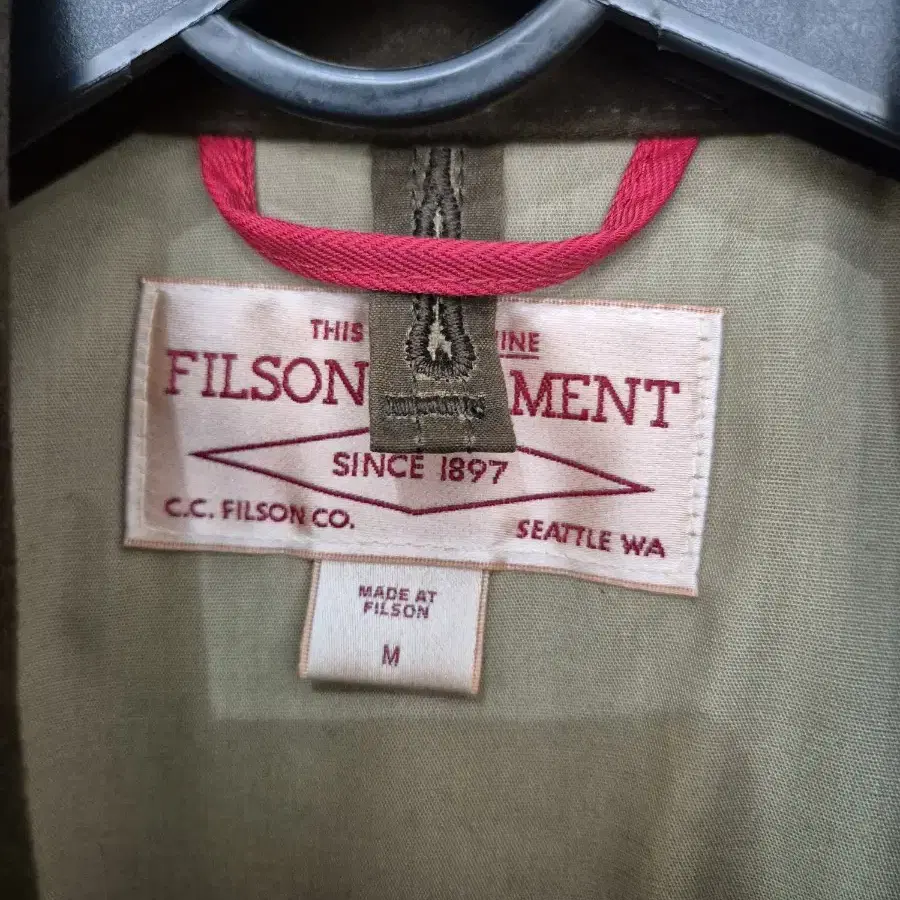 THIS INE
FILSON MENT
SINCE 1897
C.C. FILSON CO.
SEATTLE WA
MADE AT
FILSON
M